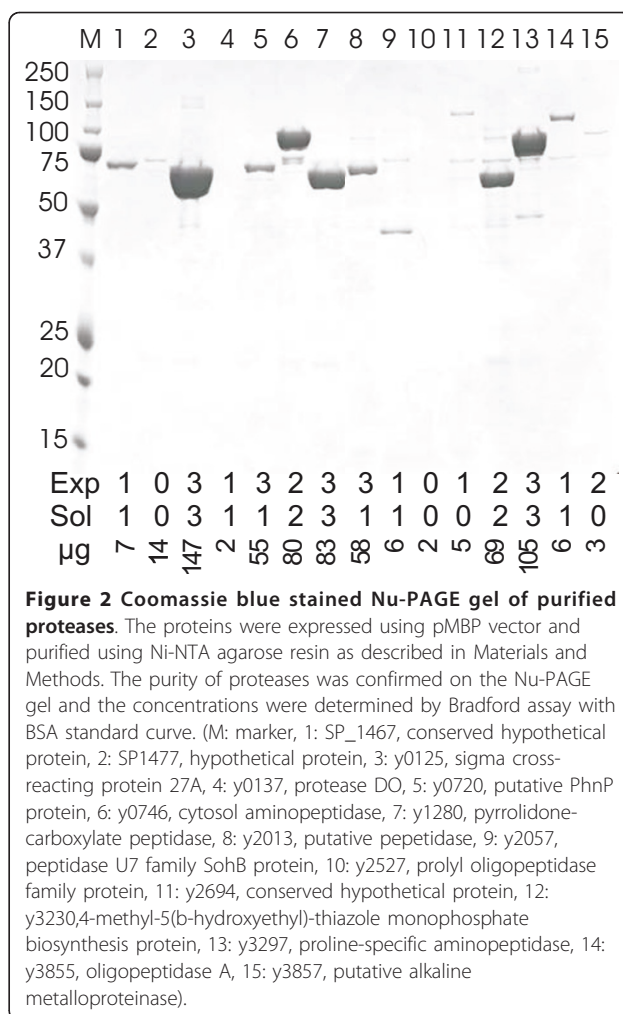 M 1 2 3 4 5 6 7 8 9 10 11 12 13 14 15
250
150
100
75
50
37
25
20
15
Exp 1 0 3 1 3 2 3 3 1 0 1 2 3 1 2
Sol 1 0 3 1 1 2 3 1 1 0 0 2 3 1 0
µg 7 14 147 2 55 80 83 58 6 2 5 69 105 6 3
Figure 2 Coomassie blue stained Nu-PAGE gel of purified
proteases. The proteins were expressed using pMBP vector and
purified using Ni-NTA agarose resin as described in Materials and
Methods. The purity of proteases was confirmed on the Nu-PAGE
gel and the concentrations were determined by Bradford assay with
BSA standard curve. (M: marker, 1: SP_1467, conserved hypothetical
protein, 2: SP1477, hypothetical protein, 3: y0125, sigma cross-
reacting protein 27A, 4: y0137, protease DO, 5: y0720, putative PhnP
protein, 6: y0746, cytosol aminopeptidase, 7: y1280, pyrrolidone-
carboxylate peptidase, 8: y2013, putative pepetidase, 9: y2057,
peptidase U7 family SohB protein, 10: y2527, prolyl oligopeptidase
family protein, 11: y2694, conserved hypothetical protein, 12:
y3230,4-methyl-5(b-hydroxyethyl)-thiazole monophosphate
biosynthesis protein, 13: y3297, proline-specific aminopeptidase, 14:
y3855, oligopeptidase A, 15: y3857, putative alkaline
metalloproteinase).